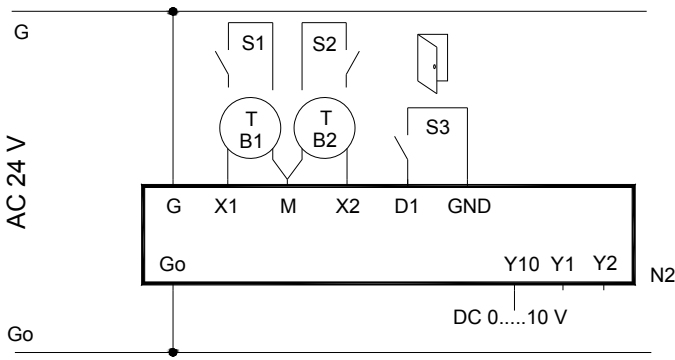 G
S1 S2
T T
B1 B2
S3
AC 24 V
G X1 M X2 D1 GND
Go Y10 Y1 Y2
N2
DC 0.....10 V
Go